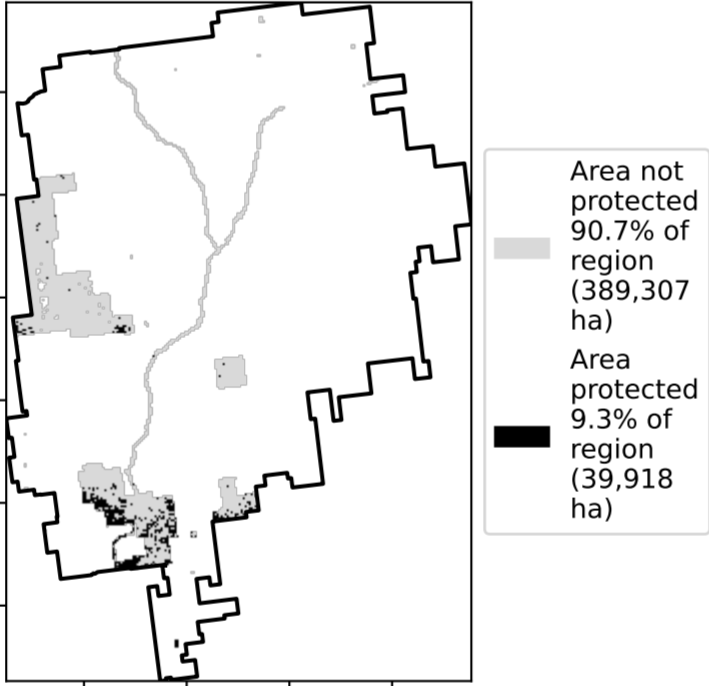 Area not
protected
90.7% of
region
(389,307
ha)
Area
protected
9.3% of
region
(39,918
ha)